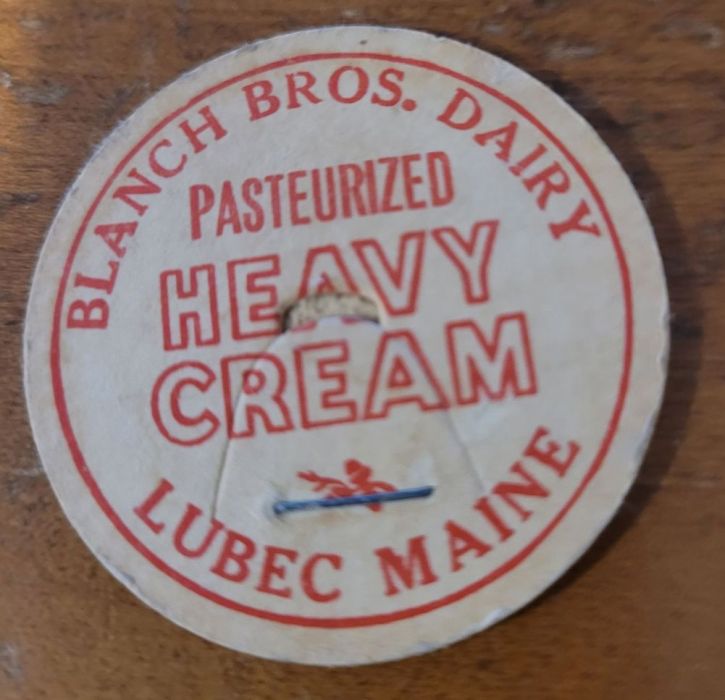 BLANCH BROS. DAIRY
PASTEURIZED
HEAVY
CREAM
LUBEC MAINE